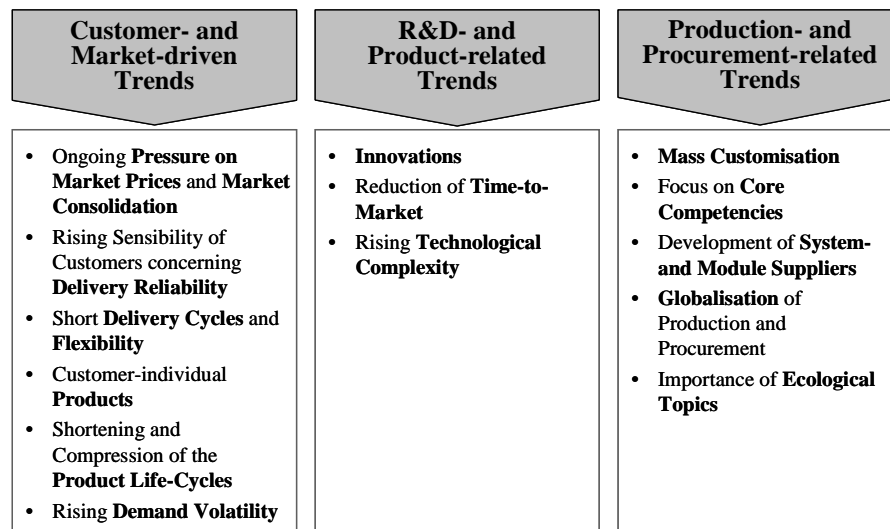 Customer- and
Market-driven
Trends
• Ongoing Pressure on
Market Prices and Market
Consolidation
• Rising Sensibility of
Customers concerning
Delivery Reliability
• Short Delivery Cycles and
Flexibility
• Customer-individual
Products
• Shortening and
Compression of the
Product Life-Cycles
• Rising Demand Volatility
R&D- and
Product-related
Trends
• Innovations
• Reduction of Time-to-
Market
• Rising Technological
Complexity
Production- and
Procurement-related
Trends
• Mass Customisation
• Focus on Core
Competencies
• Development of System-
and Module Suppliers
• Globalisation of
Production and
Procurement
• Importance of Ecological
Topics